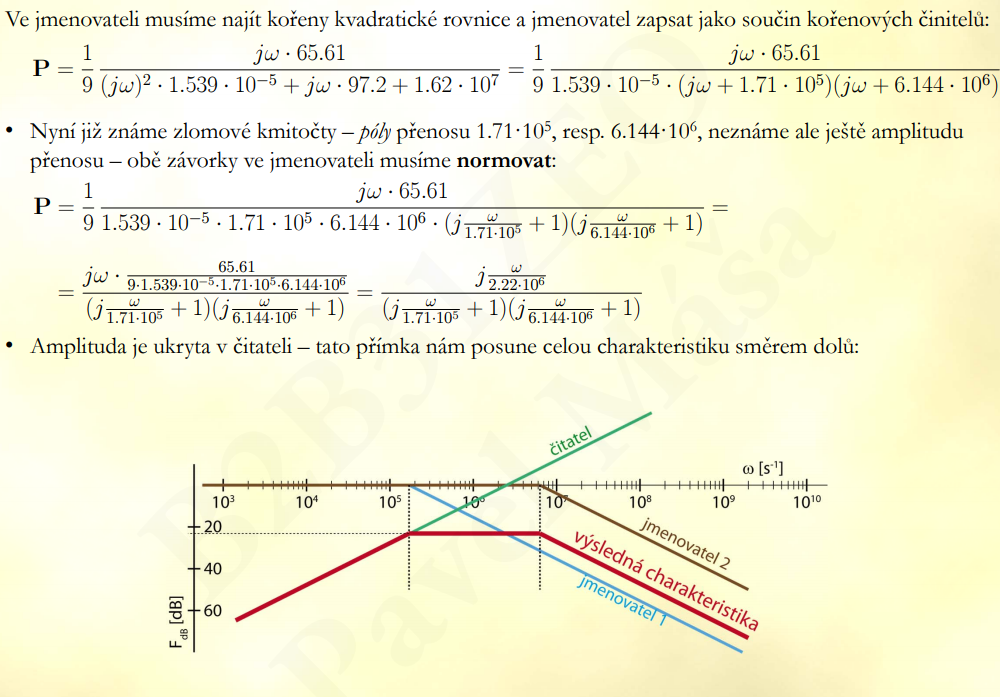 Ve jmenovateli musíme najít kořeny kvadratické rovnice a jmenovatel zapsat jako součin kořenových činitelů:
P = 1/9 jω · 65.61 / ((jω)² · 1.539 · 10⁻⁵ + jω · 97.2 + 1.62 · 10⁷) = 1/9 jω · 65.61 / (1.539 · 10⁻⁵ · (jω + 1.71 · 10⁵)(jω + 6.144 · 10⁶))
• Nyní již známe zlomové kmitočty – póly přenosu 1.71·10⁵, resp. 6.144·10⁶, neznáme ale ještě amplitudu
přenosu – obě závorky ve jmenovateli musíme normovat:
P = 1/9 jω · 65.61 / (1.539 · 10⁻⁵ · 1.71 · 10⁵ · 6.144 · 10⁶ · (j ω/(1.71·10⁵) + 1)(j ω/(6.144·10⁶) + 1)) =
= jω · 65.61/(9·1.539·10⁻⁵·1.71·10⁵·6.144·10⁶) / ((j ω/(1.71·10⁵) + 1)(j ω/(6.144·10⁶) + 1)) = j ω/(2.22·10⁶) / ((j ω/(1.71·10⁵) + 1)(j ω/(6.144·10⁶) + 1))
• Amplituda je ukryta v čitateli – tato přímka nám posune celou charakteristiku směrem dolů:
čitatel
ω [s⁻¹]
10³ 10⁴ 10⁵ 10⁶ 10⁷ 10⁸ 10⁹ 10¹⁰
20
40
60
F_dB [dB]
jmenovatel 2
výsledná charakteristika
jmenovatel 1
B2B31ZEO
Pavel Máša